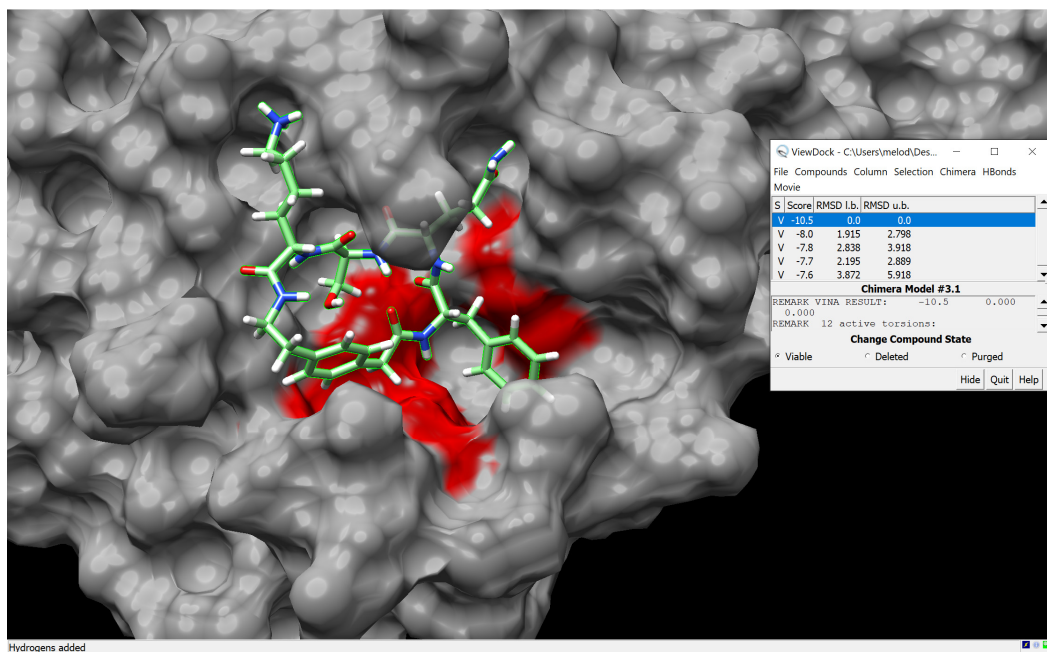 ViewDock - C:\Users\melod\Des...
File Compounds Column Selection Chimera HBonds
Movie
S Score RMSD l.b. RMSD u.b.
V -10.5 0.0 0.0
V -8.0 1.915 2.798
V -7.8 2.838 3.918
V -7.7 2.195 2.889
V -7.6 3.872 5.918
Chimera Model #3.1
REMARK VINA RESULT: -10.5 0.000
0.000
REMARK 12 active torsions:
Change Compound State
Viable Deleted Purged
Hide Quit Help
Hydrogens added